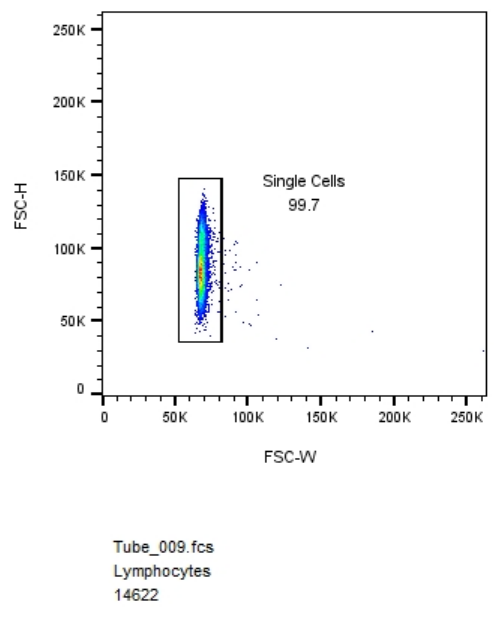 250K
200K
150K
100K
50K
0
FSC-H
Single Cells
99.7
0 50K 100K 150K 200K 250K
FSC-W
Tube_009.fcs
Lymphocytes
14622